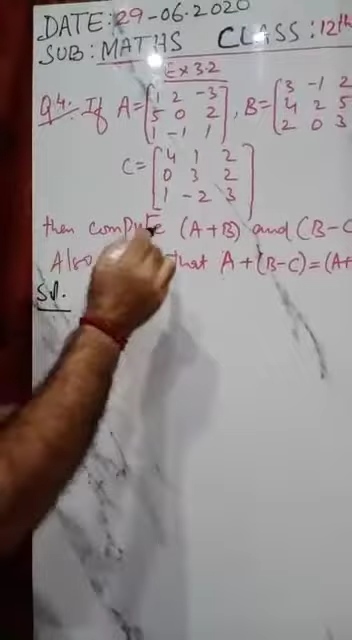 DATE: 29-06.2020
SUB: MATHS CLASS: 12th
Ex 3.2
Q4. If A = [1 2 -3 , B = [3 -1 2
5 0 2 4 2 5
1 -1 1] 2 0 3
C = [4 1 2
0 3 2
1 -2 3]
then compute (A+B) and (B-C
Also that A+(B-C)=(A+
Sol.